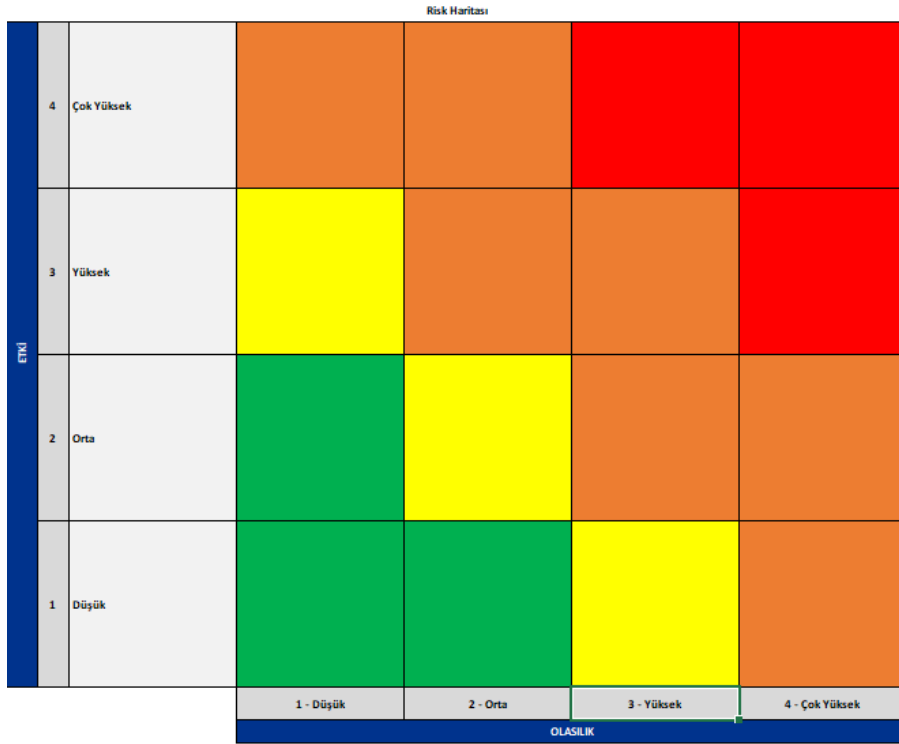 Risk Haritası
ETKİ
4 Çok Yüksek
3 Yüksek
2 Orta
1 Düşük
1 - Düşük 2 - Orta 3 - Yüksek 4 - Çok Yüksek
OLASILIK